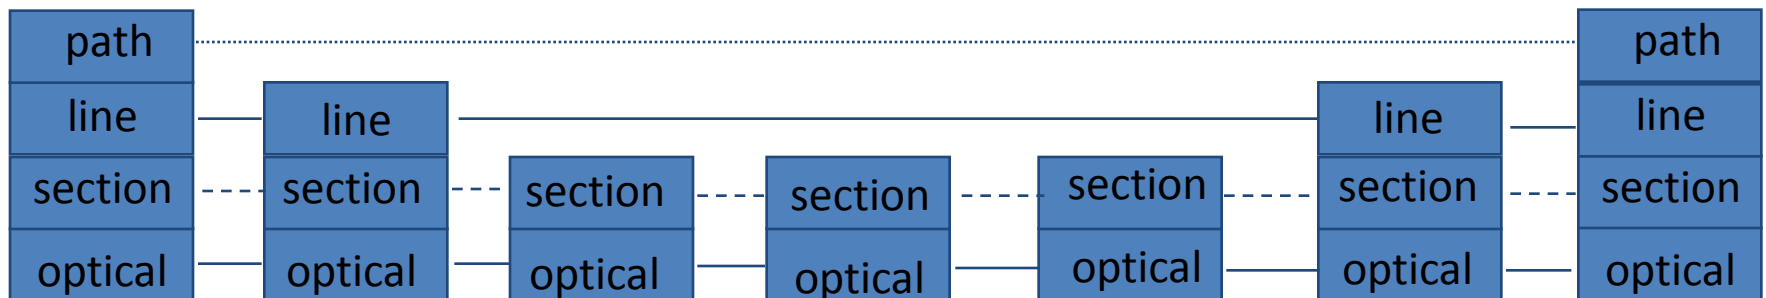 path path
line line line line
section section section section section section section
optical optical optical optical optical optical optical